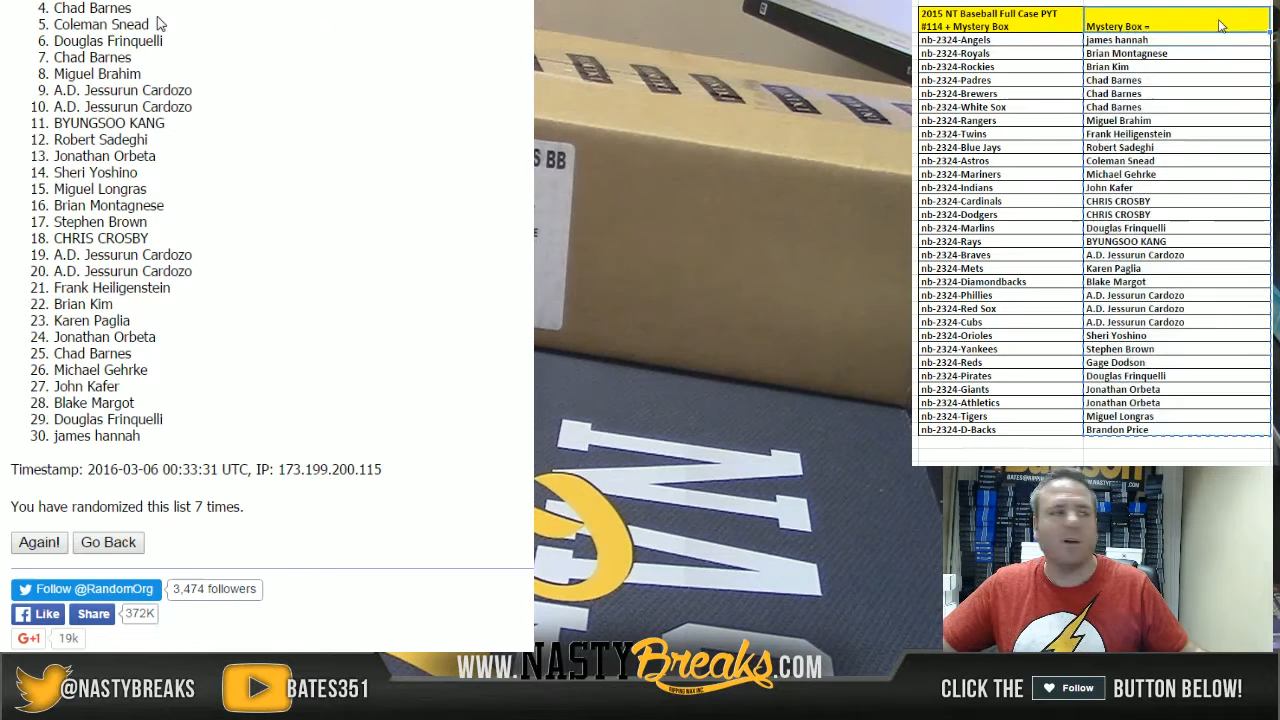 4. Chad Barnes
5. Coleman Snead
6. Douglas Frinquelli
7. Chad Barnes
8. Miguel Brahim
9. A.D. Jessurun Cardozo
10. A.D. Jessurun Cardozo
11. BYUNGSOO KANG
12. Robert Sadeghi
13. Jonathan Orbeta
14. Sheri Yoshino
15. Miguel Longras
16. Brian Montagnese
17. Stephen Brown
18. CHRIS CROSBY
19. A.D. Jessurun Cardozo
20. A.D. Jessurun Cardozo
21. Frank Heiligenstein
22. Brian Kim
23. Karen Paglia
24. Jonathan Orbeta
25. Chad Barnes
26. Michael Gehrke
27. John Kafer
28. Blake Margot
29. Douglas Frinquelli
30. james hannah
Timestamp: 2016-03-06 00:33:31 UTC, IP: 173.199.200.115
You have randomized this list 7 times.
Again! Go Back
Follow @RandomOrg 3,474 followers
Like Share 372K
G+1 19k
PANINI PANINI PANINI PANINI PANINI
S BB
2015 NT Baseball Full Case PYT
#114 + Mystery Box Mystery Box =
nb-2324-Angels james hannah
nb-2324-Royals Brian Montagnese
nb-2324-Rockies Brian Kim
nb-2324-Padres Chad Barnes
nb-2324-Brewers Chad Barnes
nb-2324-White Sox Chad Barnes
nb-2324-Rangers Miguel Brahim
nb-2324-Twins Frank Heiligenstein
nb-2324-Blue Jays Robert Sadeghi
nb-2324-Astros Coleman Snead
nb-2324-Mariners Michael Gehrke
nb-2324-Indians John Kafer
nb-2324-Cardinals CHRIS CROSBY
nb-2324-Dodgers CHRIS CROSBY
nb-2324-Marlins Douglas Frinquelli
nb-2324-Rays BYUNGSOO KANG
nb-2324-Braves A.D. Jessurun Cardozo
nb-2324-Mets Karen Paglia
nb-2324-Diamondbacks Blake Margot
nb-2324-Phillies A.D. Jessurun Cardozo
nb-2324-Red Sox A.D. Jessurun Cardozo
nb-2324-Cubs A.D. Jessurun Cardozo
nb-2324-Orioles Sheri Yoshino
nb-2324-Yankees Stephen Brown
nb-2324-Reds Gage Dodson
nb-2324-Pirates Douglas Frinquelli
nb-2324-Giants Jonathan Orbeta
nb-2324-Athletics Jonathan Orbeta
nb-2324-Tigers Miguel Longras
nb-2324-D-Backs Brandon Price
@NASTYBREAKS
BATES351
WWW.NASTYBreaks.COM
RIPPING WAX INC.
CLICK THE Follow BUTTON BELOW!